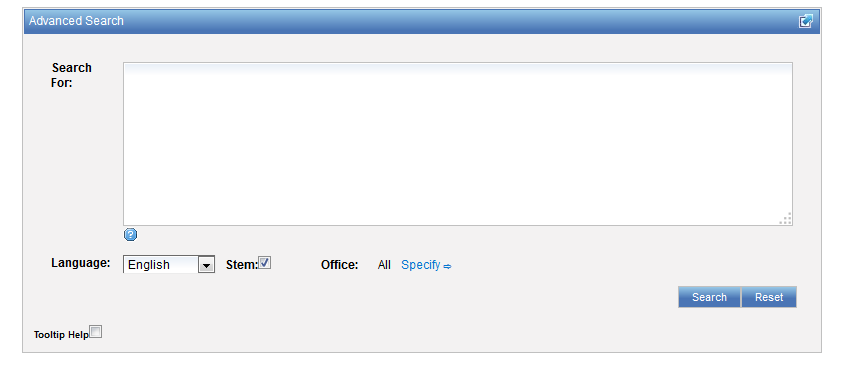 Advanced Search
Search
For:
?
Language: English Stem: Office: All Specify ⇨
Search Reset
Tooltip Help